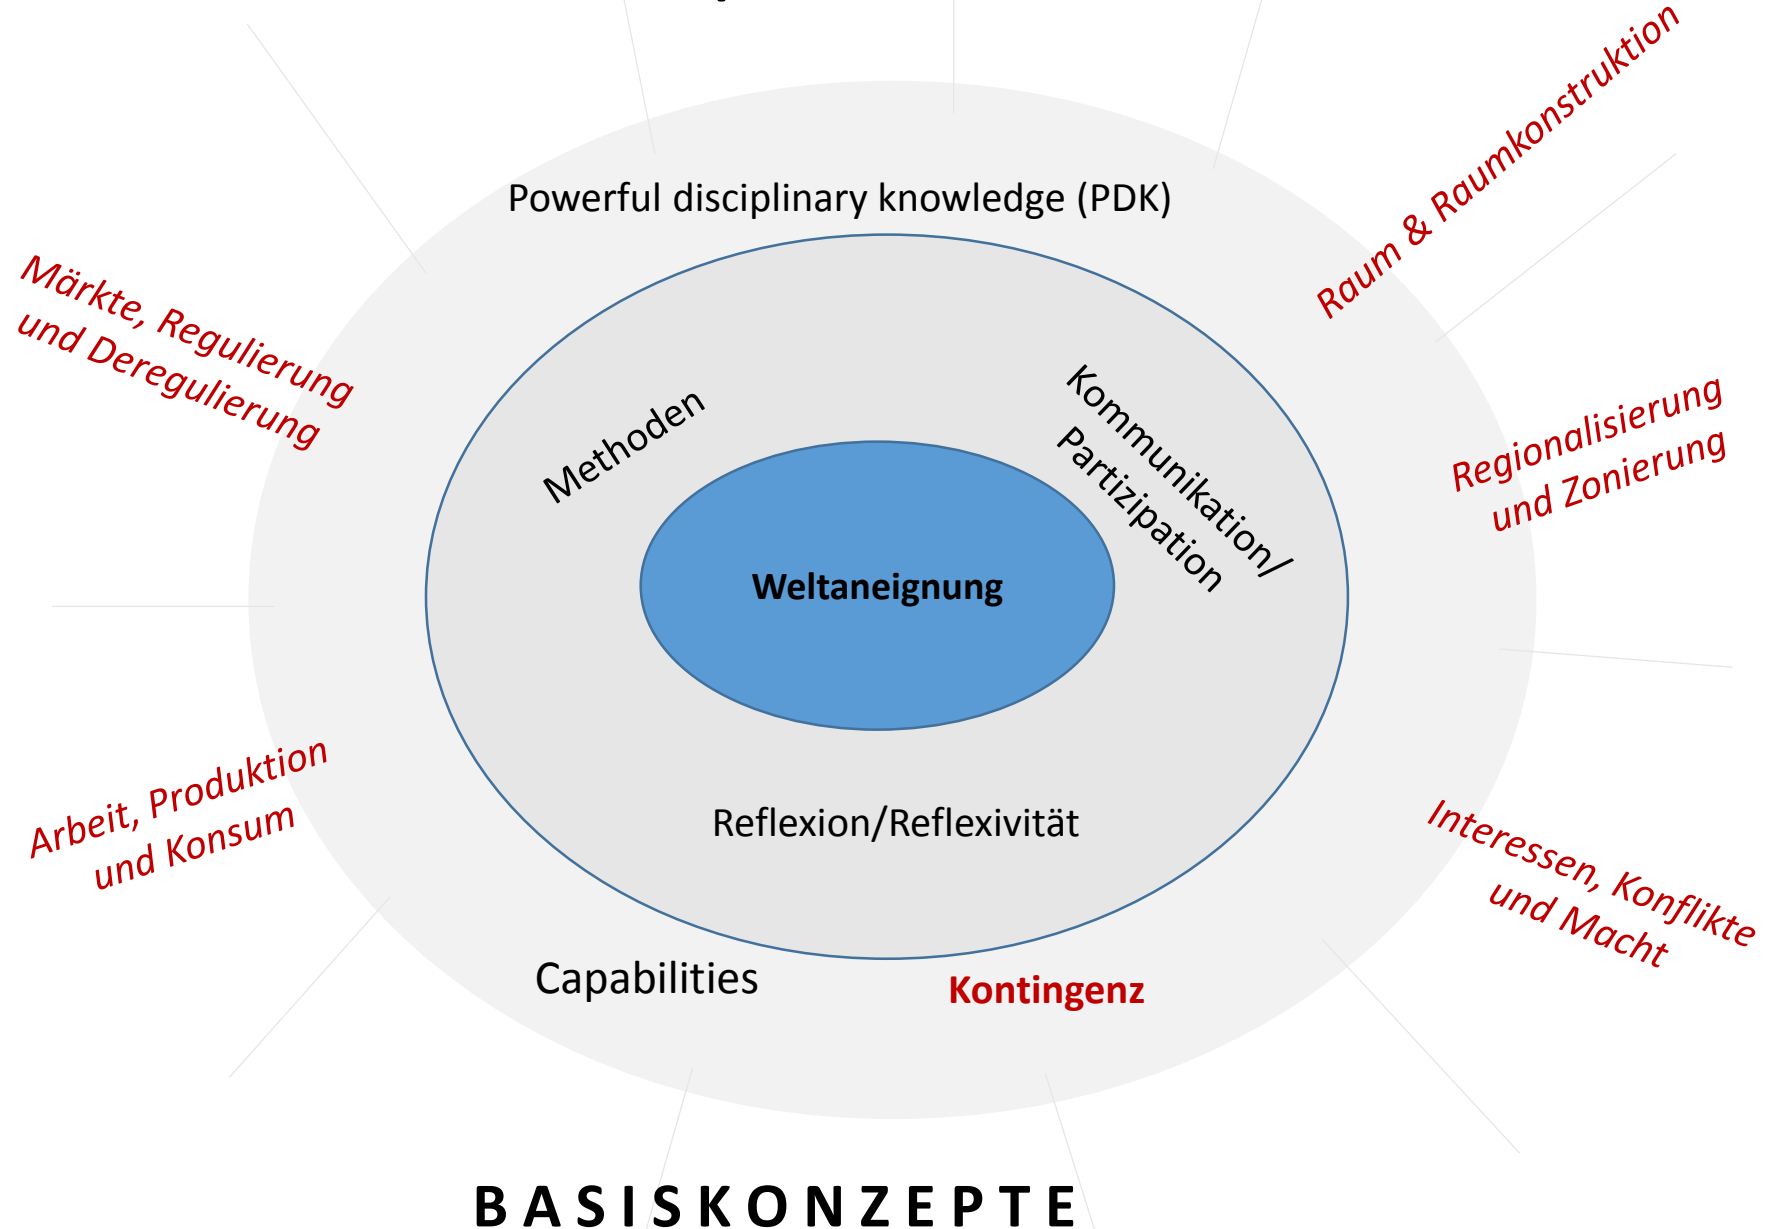 Powerful disciplinary knowledge (PDK)
Raum & Raumkonstruktion
Märkte, Regulierung
und Deregulierung
Methoden
Kommunikation/
Partizipation
Regionalisierung
und Zonierung
Weltaneignung
Arbeit, Produktion
und Konsum
Reflexion/Reflexivität
Interessen, Konflikte
und Macht
Capabilities
Kontingenz
BASISKONZEPTE